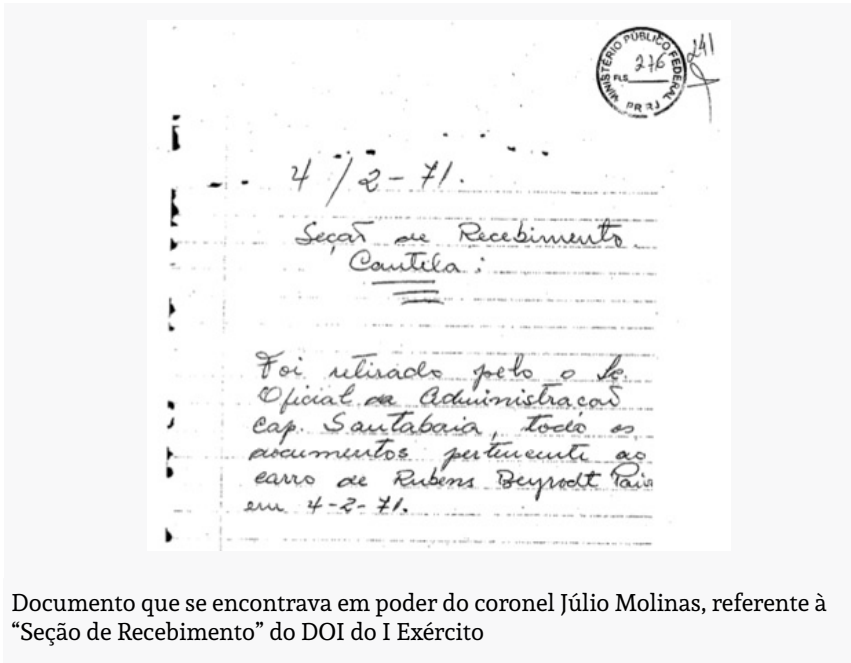 MINISTÉRIO PÚBLICO FEDERAL
FLS 276
PR RJ
241
4/2-71.
Seção de Recebimento
Cautela:
Foi retirado pelo o Sr.
Oficial da Administração
Cap. Santabaia, todo os
documentos pertencente ao
carro de Rubens Beyrodt Paiva
em 4-2-71.
Documento que se encontrava em poder do coronel Júlio Molinas, referente à
“Seção de Recebimento” do DOI do I Exército